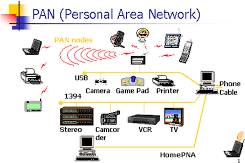 PAN (Personal Area Network)
PAN nodes
USB
Camera Game Pad Printer
Phone
Cable
1394
Stereo Camcor
der VCR TV
HomePNA